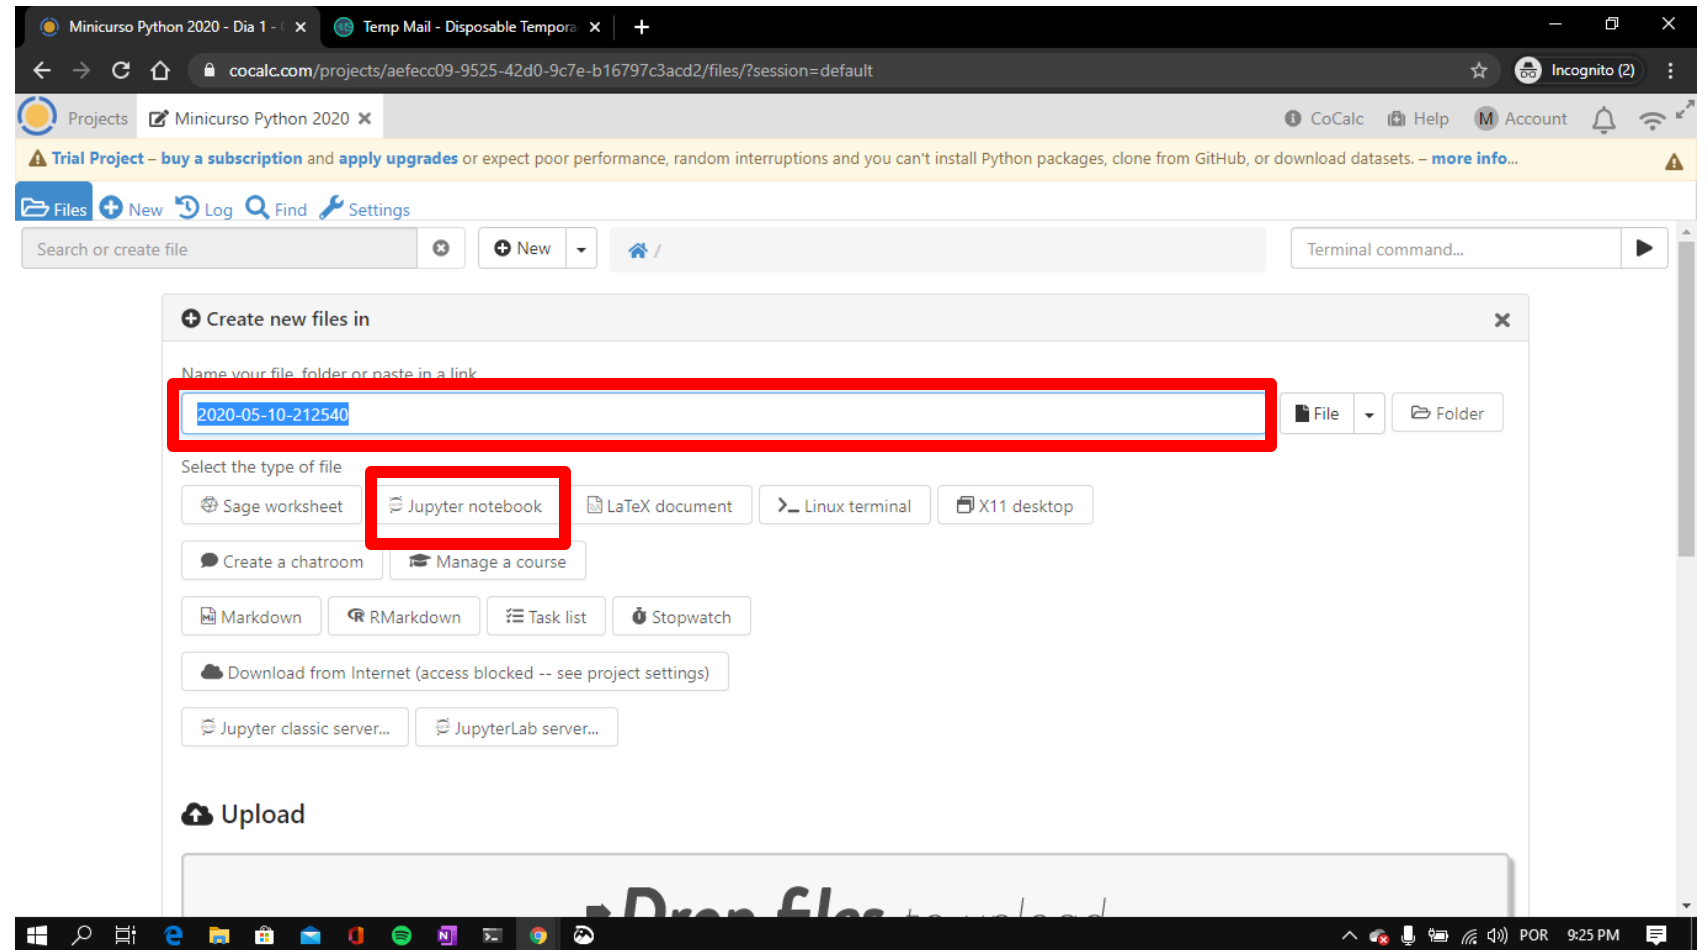 Minicurso Python 2020 - Dia 1 -
Temp Mail - Disposable Tempora
cocalc.com/projects/aefecc09-9525-42d0-9c7e-b16797c3acd2/files/?session=default
Incognito (2)
Projects
Minicurso Python 2020
CoCalc
Help
M Account
Trial Project – buy a subscription and apply upgrades or expect poor performance, random interruptions and you can't install Python packages, clone from GitHub, or download datasets. – more info...
Files
New
Log
Find
Settings
Search or create file
New
/
Terminal command...
Create new files in
Name your file, folder or paste in a link
2020-05-10-212540
File
Folder
Select the type of file
Sage worksheet
Jupyter notebook
LaTeX document
Linux terminal
X11 desktop
Create a chatroom
Manage a course
Markdown
RMarkdown
Task list
Stopwatch
Download from Internet (access blocked -- see project settings)
Jupyter classic server...
JupyterLab server...
Upload
Drop files to upload
POR
9:25 PM